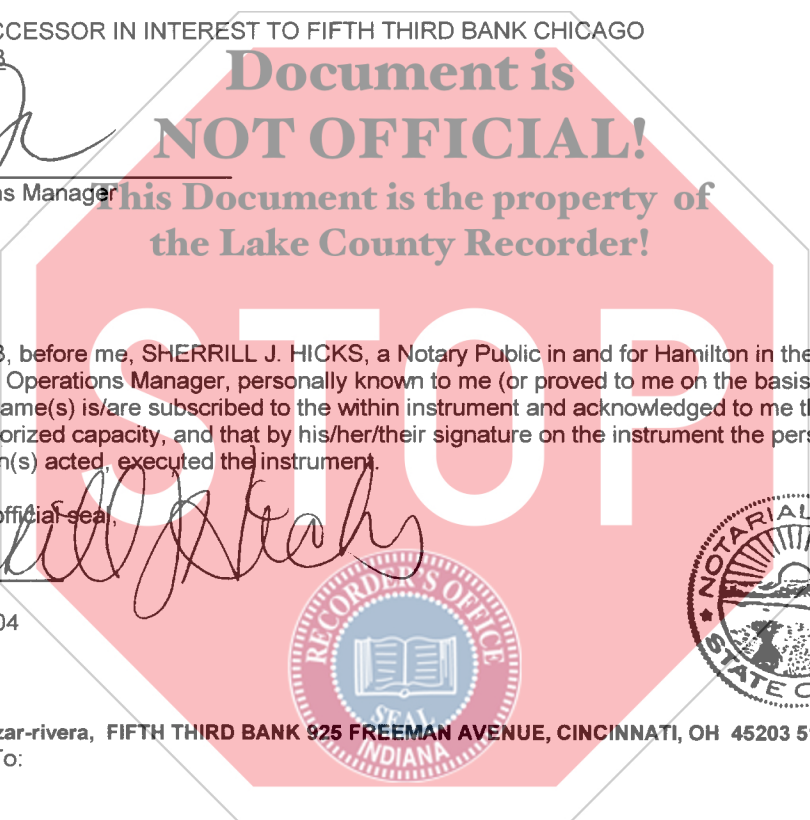 CCESSOR IN INTEREST TO FIFTH THIRD BANK CHICAGO
Document is
NOT OFFICIAL!
ns Manager
This Document is the property of
the Lake County Recorder!
STOP
3, before me, SHERRILL J. HICKS, a Notary Public in and for Hamilton in the
Operations Manager, personally known to me (or proved to me on the basis
ame(s) is/are subscribed to the within instrument and acknowledged to me th
orized capacity, and that by his/her/their signature on the instrument the pers
n(s) acted, executed the instrument.
official seal,
ill J Hicks
NOTARIAL
STATE O
RECORDER'S OFFICE
SEAL
INDIANA
04
zar-rivera, FIFTH THIRD BANK 925 FREEMAN AVENUE, CINCINNATI, OH 45203 5
To: